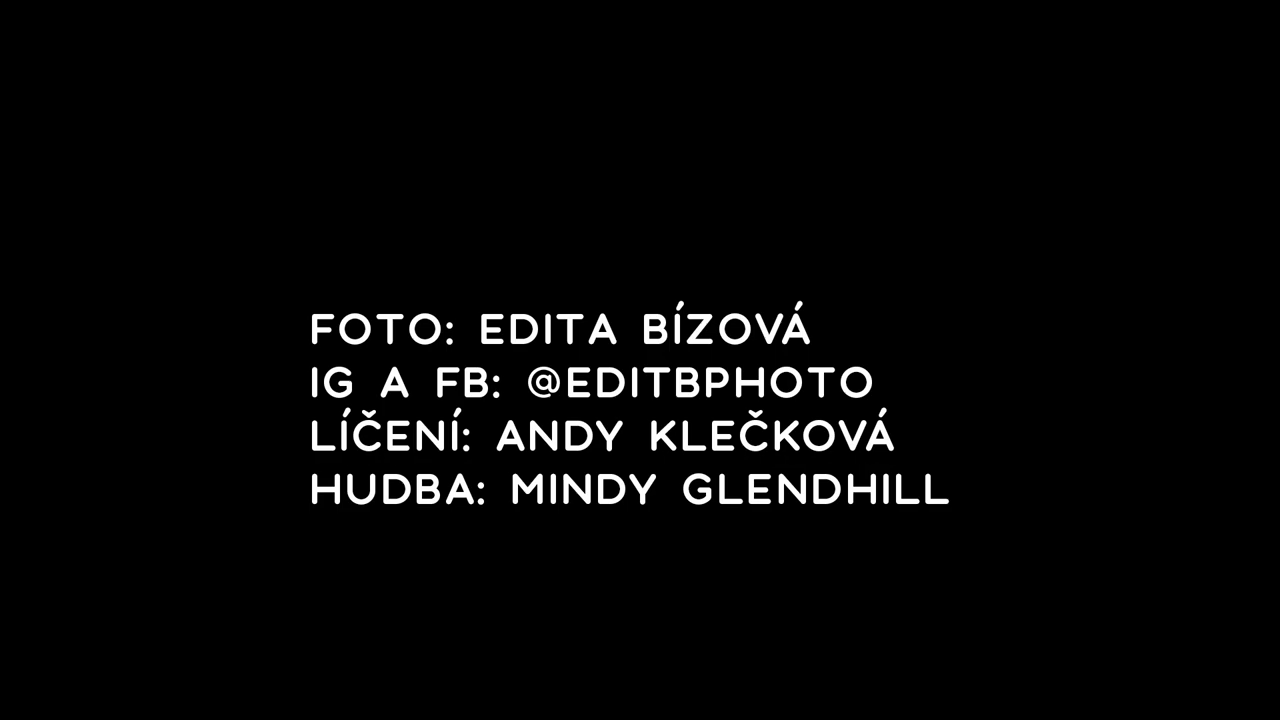 FOTO: EDITA BÍZOVÁ
IG A FB: @EDITBPHOTO
LÍČENÍ: ANDY KLEČKOVÁ
HUDBA: MINDY GLENDHILL